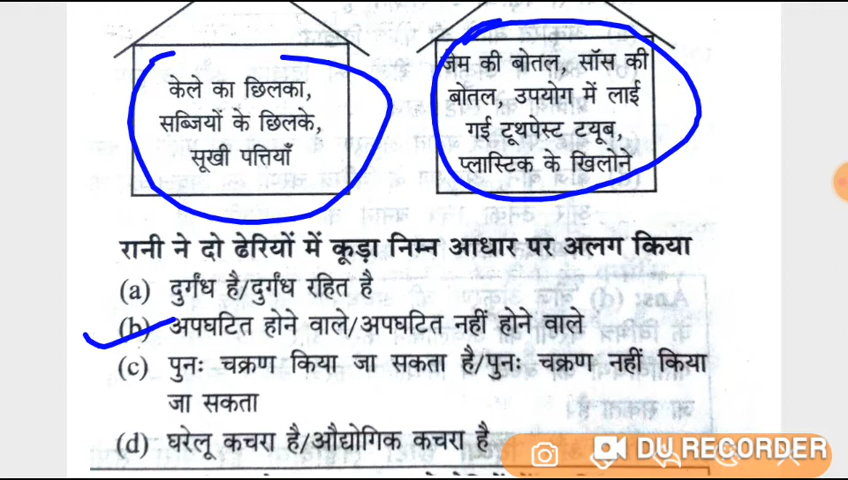 केले का छिलका,
सब्जियों के छिलके,
सूखी पत्तियाँ
जैम की बोतल, सॉस की
बोतल, उपयोग में लाई
गई टूथपेस्ट ट्यूब,
प्लास्टिक के खिलौने
रानी ने दो ढेरियों में कूड़ा निम्न आधार पर अलग किया
(a) दुर्गंध है/दुर्गंध रहित है
(b) अपघटित होने वाले/अपघटित नहीं होने वाले
(c) पुनः चक्रण किया जा सकता है/पुनः चक्रण नहीं किया
जा सकता
(d) घरेलू कचरा है/औद्योगिक कचरा है
DU RECORDER